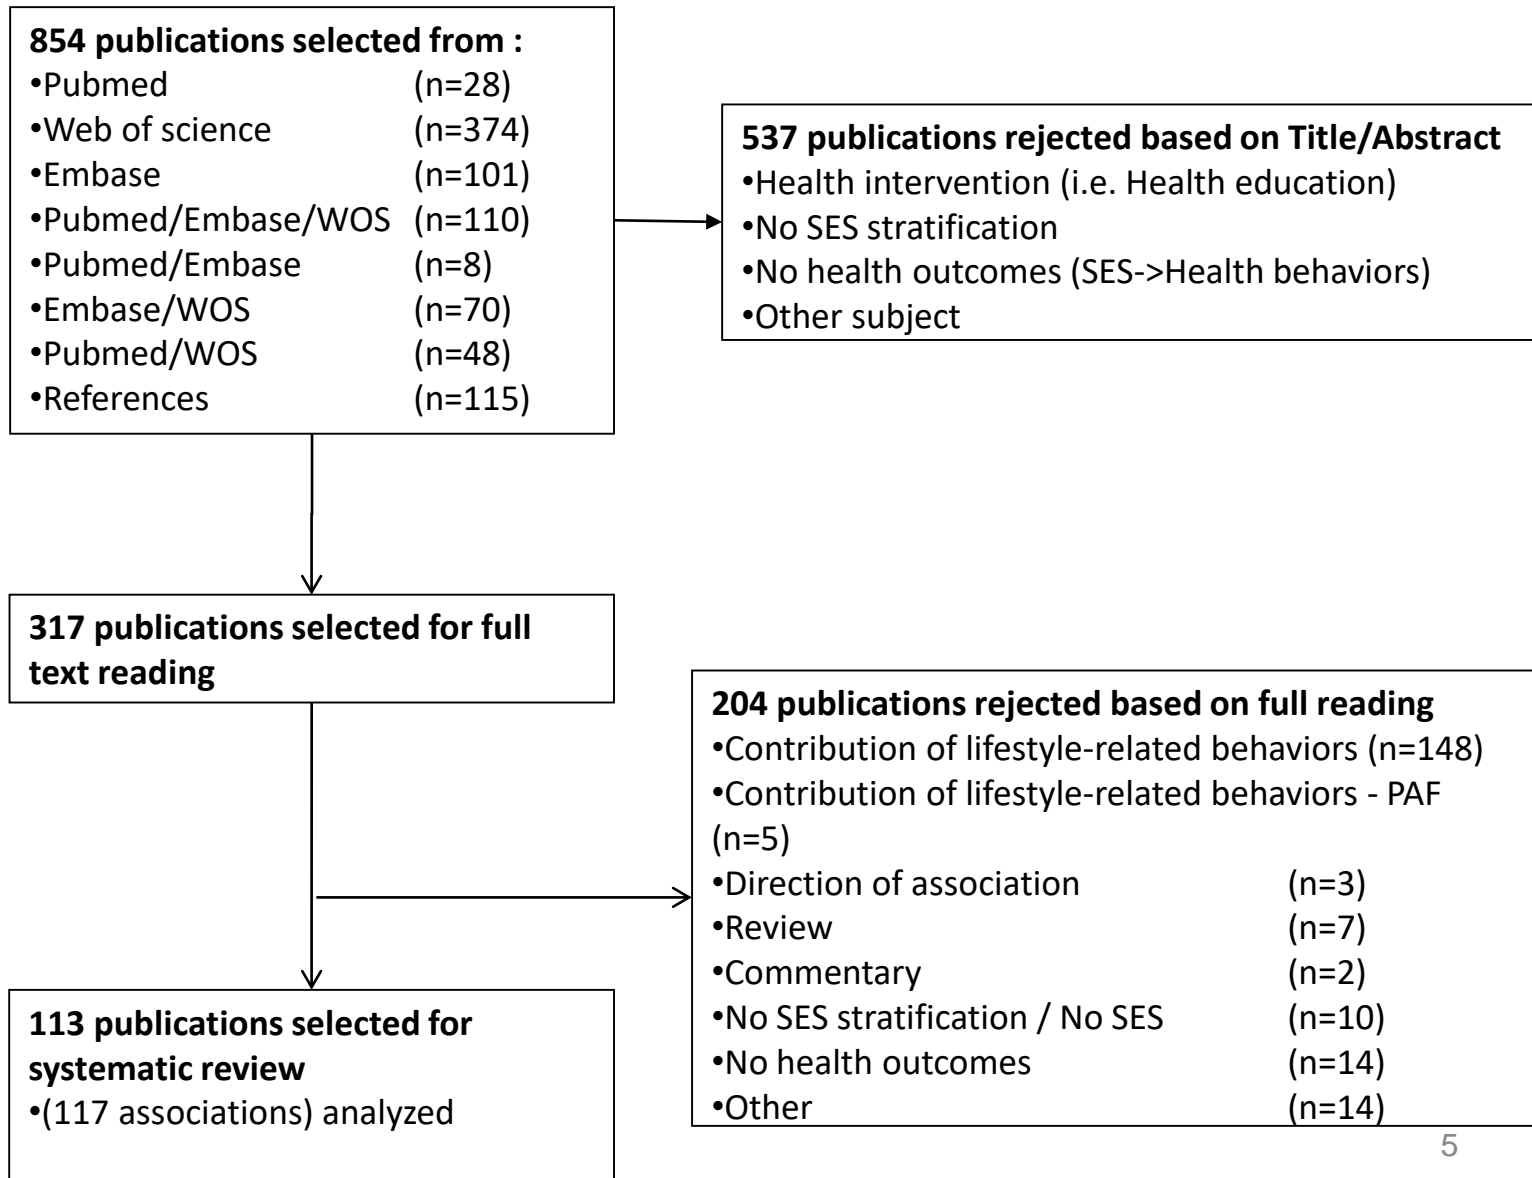 854 publications selected from :
•Pubmed (n=28)
•Web of science (n=374)
•Embase (n=101)
•Pubmed/Embase/WOS (n=110)
•Pubmed/Embase (n=8)
•Embase/WOS (n=70)
•Pubmed/WOS (n=48)
•References (n=115)
537 publications rejected based on Title/Abstract
•Health intervention (i.e. Health education)
•No SES stratification
•No health outcomes (SES->Health behaviors)
•Other subject
317 publications selected for full
text reading
204 publications rejected based on full reading
•Contribution of lifestyle-related behaviors (n=148)
•Contribution of lifestyle-related behaviors - PAF
(n=5)
•Direction of association (n=3)
•Review (n=7)
•Commentary (n=2)
•No SES stratification / No SES (n=10)
•No health outcomes (n=14)
•Other (n=14)
113 publications selected for
systematic review
•(117 associations) analyzed
5